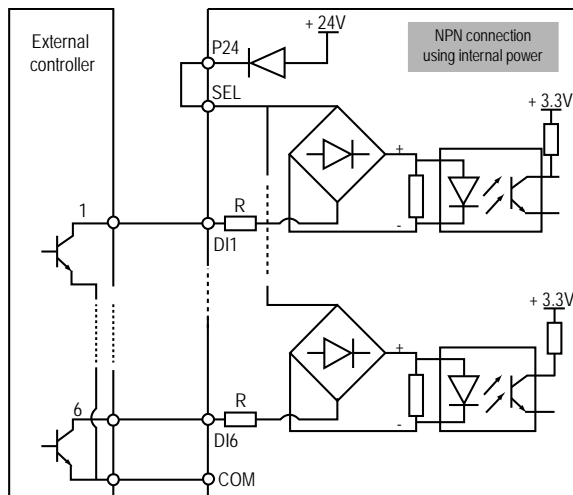 External
controller
+ 24V
NPN connection
using internal power
P24
SEL
+ 3.3V
+
1
R
-
DI1
+ 3.3V
+
6
R
-
DI6
COM